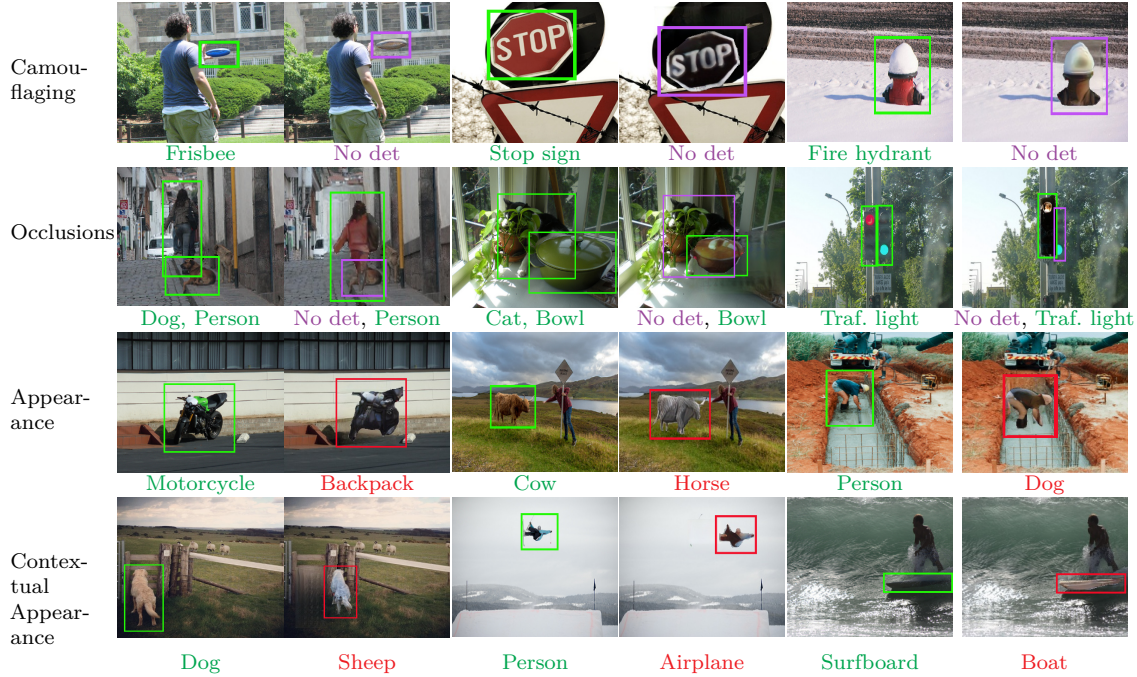 Camou-
flaging
STOP
STOP
Frisbee
No det
Stop sign
No det
Fire hydrant
No det
Occlusions
Dog, Person
No det, Person
Cat, Bowl
No det, Bowl
Traf. light
No det, Traf. light
Appear-
ance
Motorcycle
Backpack
Cow
Horse
Person
Dog
Contex-
tual
Appear-
ance
Dog
Sheep
Person
Airplane
Surfboard
Boat